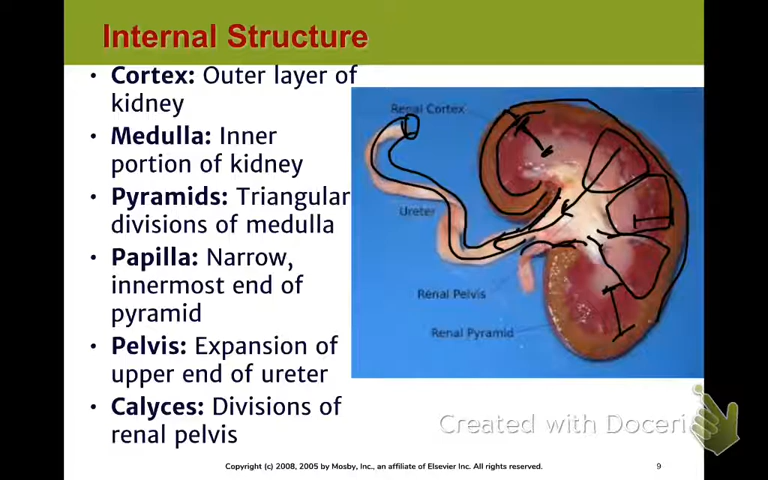 Internal Structure
• Cortex: Outer layer of
kidney
• Medulla: Inner
portion of kidney
• Pyramids: Triangular
divisions of medulla
• Papilla: Narrow,
innermost end of
pyramid
• Pelvis: Expansion of
upper end of ureter
• Calyces: Divisions of
renal pelvis
Renal Cortex
Ureter
Renal Pelvis
Renal Pyramid
Created with Doceri
Copyright (c) 2008, 2005 by Mosby, Inc., an affiliate of Elsevier Inc. All rights reserved.
9